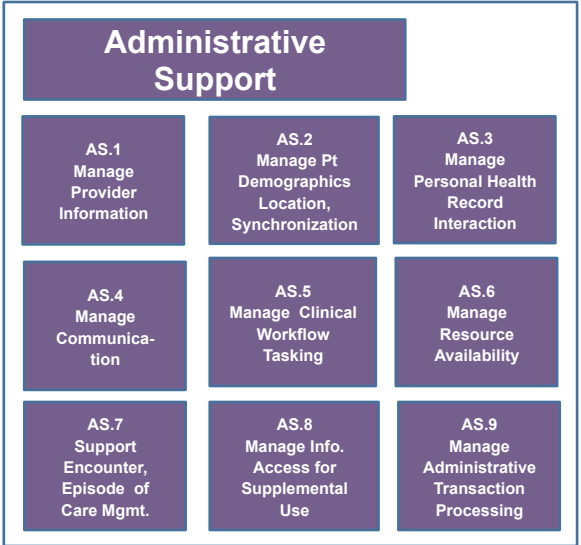 Administrative
Support
AS.1
Manage
Provider
Information
AS.2
Manage Pt
Demographics
Location,
Synchronization
AS.3
Manage
Personal Health
Record
Interaction
AS.4
Manage
Communica-
tion
AS.5
Manage Clinical
Workflow
Tasking
AS.6
Manage
Resource
Availability
AS.7
Support
Encounter,
Episode of
Care Mgmt.
AS.8
Manage Info.
Access for
Supplemental
Use
AS.9
Manage
Administrative
Transaction
Processing